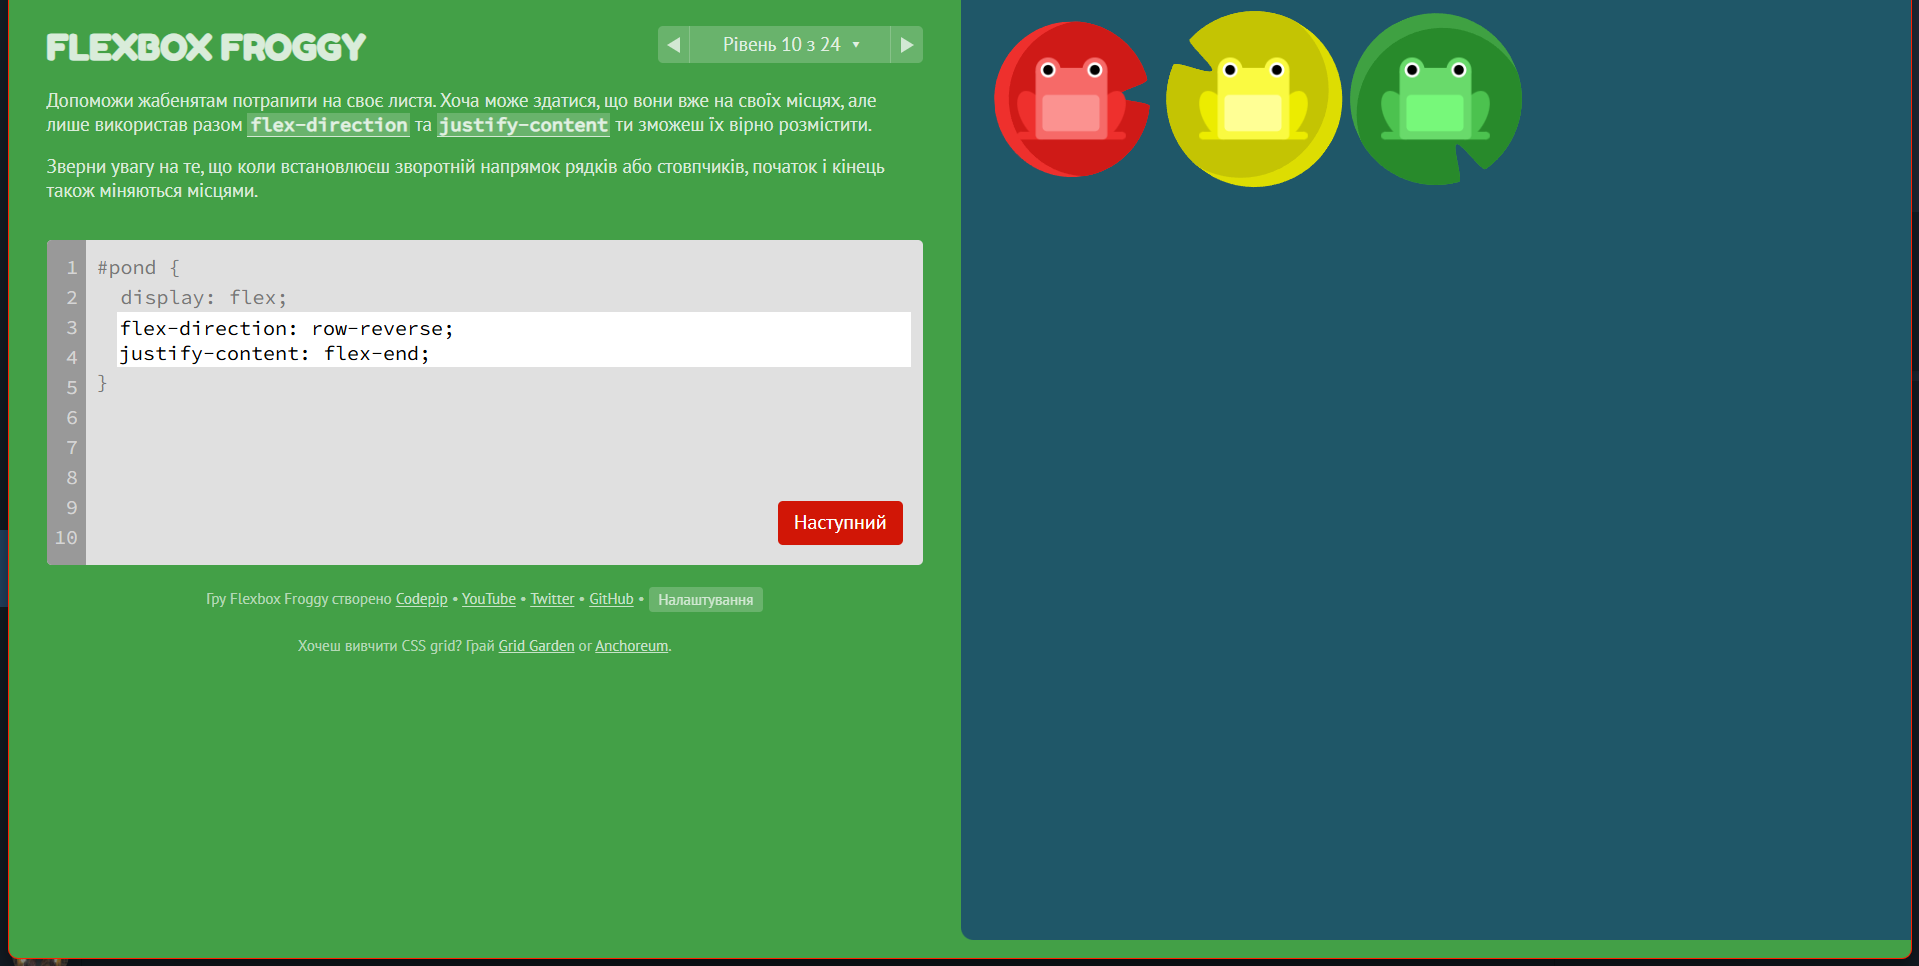 FLEXBOX FROGGY
Рівень 10 з 24
Допоможи жабенятам потрапити на своє листя. Хоча може здатися, що вони вже на своїх місцях, але
лише використав разом flex-direction та justify-content ти зможеш їх вірно розмістити.
Зверни увагу на те, що коли встановлюєш зворотній напрямок рядків або стовпчиків, початок і кінець
також міняються місцями.
1 #pond {
2 display: flex;
3 flex-direction: row-reverse;
4 justify-content: flex-end;
5 }
6
7
8
9
10
Наступний
Гру Flexbox Froggy створено Codepip • YouTube • Twitter • GitHub • Налаштування
Хочеш вивчити CSS grid? Грай Grid Garden or Anchoreum.